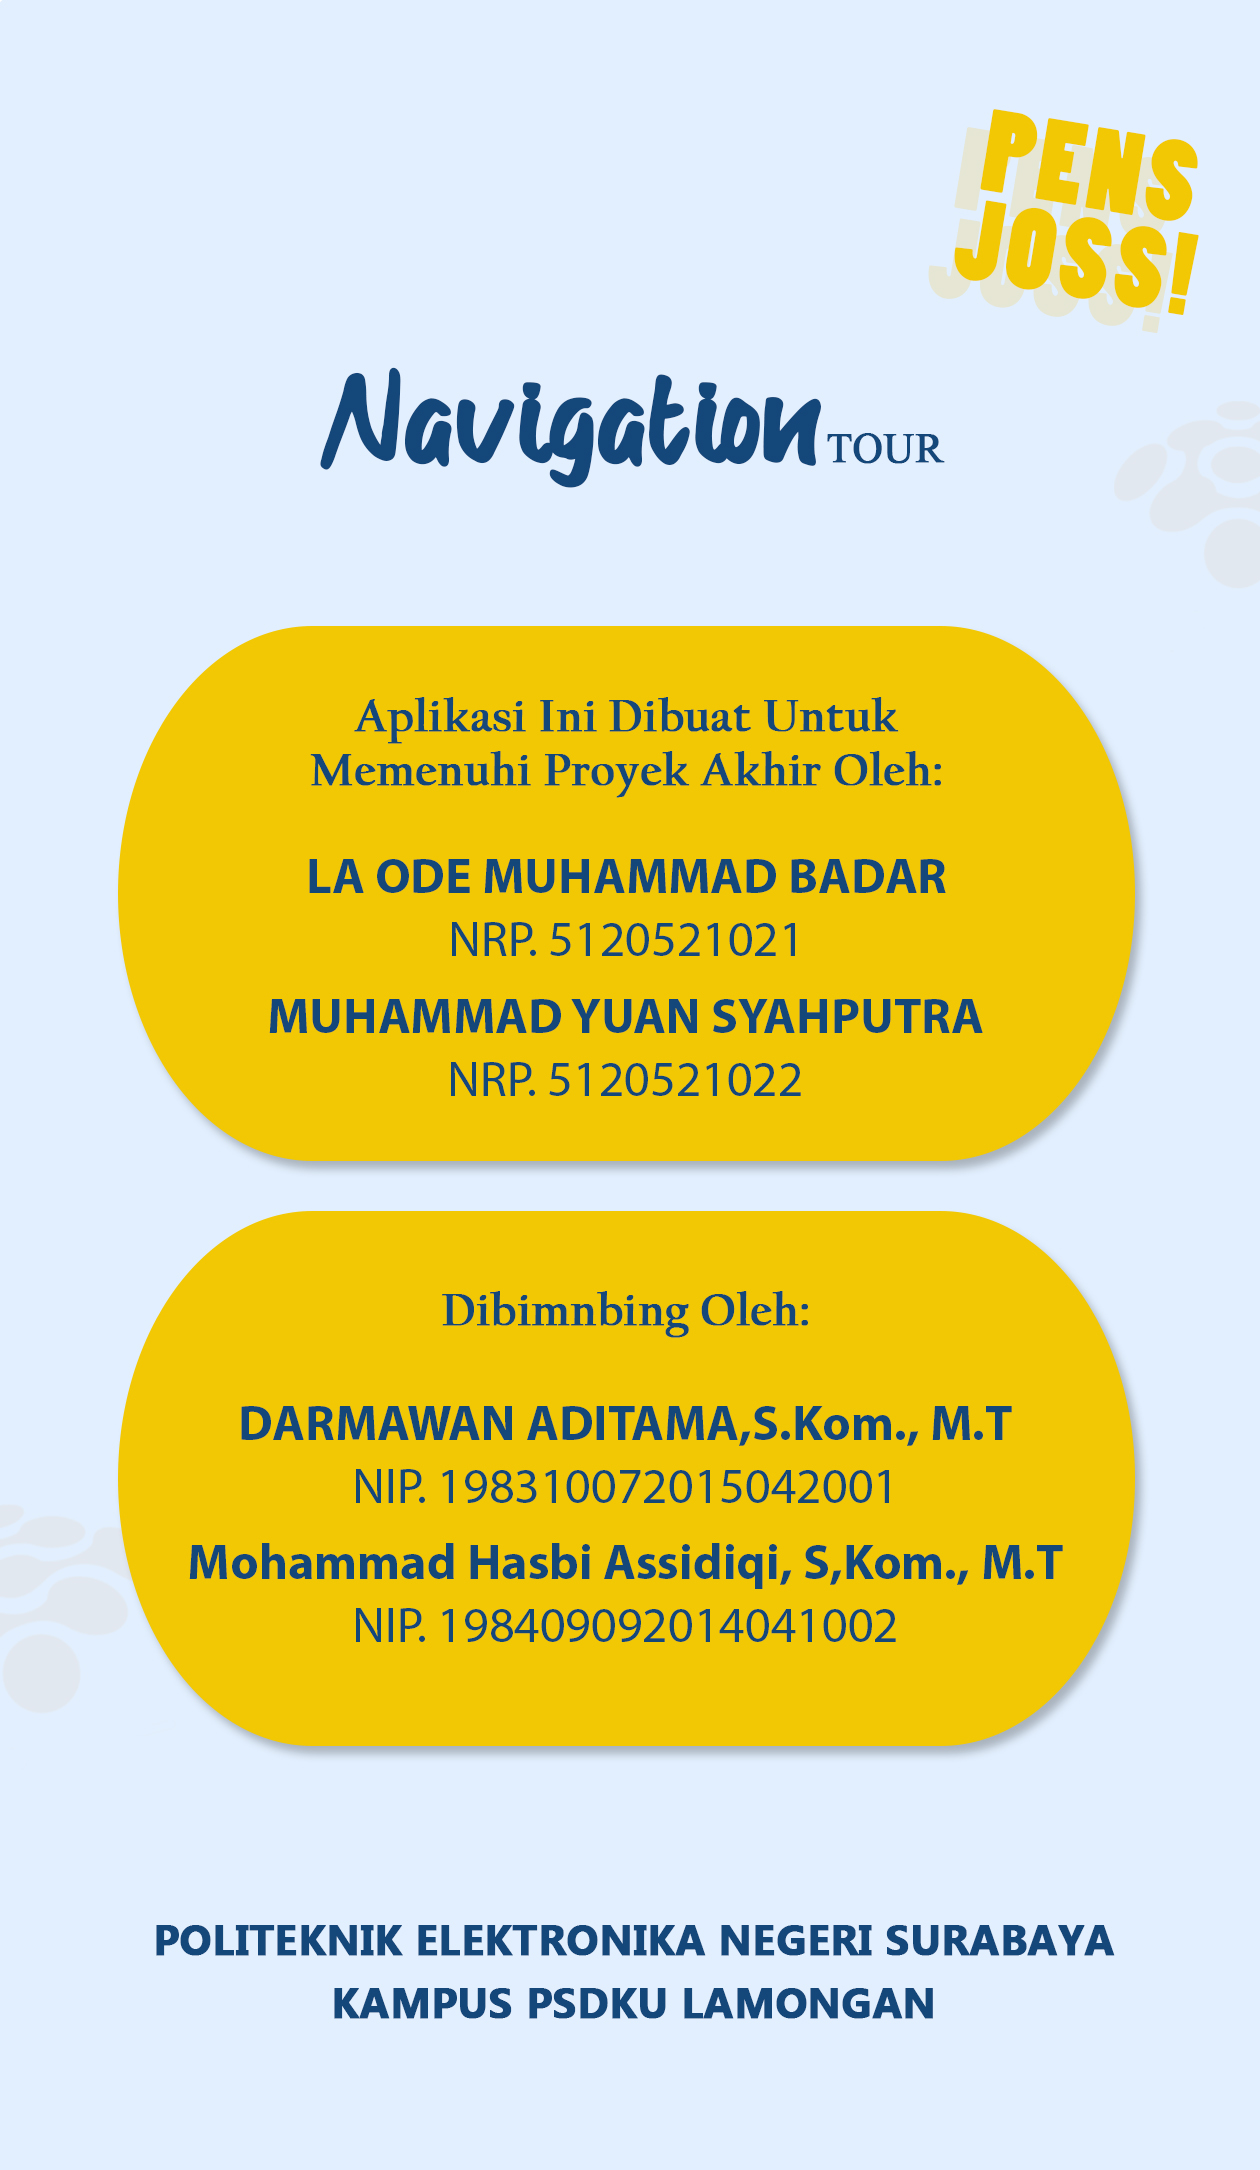 PENS
JOSS!
Navigation TOUR
Aplikasi Ini Dibuat Untuk
Memenuhi Proyek Akhir Oleh:
LA ODE MUHAMMAD BADAR
NRP. 5120521021
MUHAMMAD YUAN SYAHPUTRA
NRP. 5120521022
Dibimnbing Oleh:
DARMAWAN ADITAMA,S.Kom., M.T
NIP. 198310072015042001
Mohammad Hasbi Assidiqi, S,Kom., M.T
NIP. 198409092014041002
POLITEKNIK ELEKTRONIKA NEGERI SURABAYA
KAMPUS PSDKU LAMONGAN